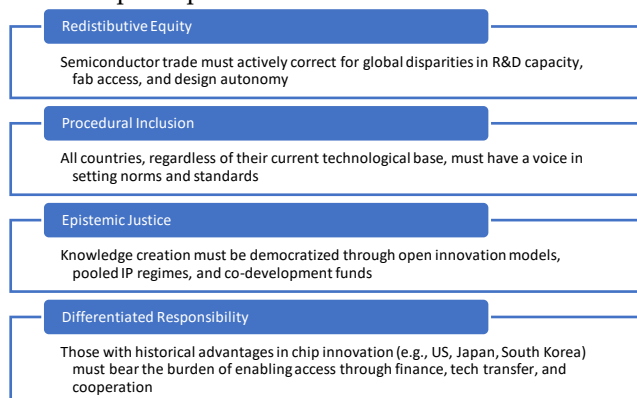 Redistibutive Equity
Semiconductor trade must actively correct for global disparities in R&D capacity,
fab access, and design autonomy
Procedural Inclusion
All countries, regardless of their current technological base, must have a voice in
setting norms and standards
Epistemic Justice
Knowledge creation must be democratized through open innovation models,
pooled IP regimes, and co-development funds
Differentiated Responsibility
Those with historical advantages in chip innovation (e.g., US, Japan, South Korea)
must bear the burden of enabling access through finance, tech transfer, and
cooperation